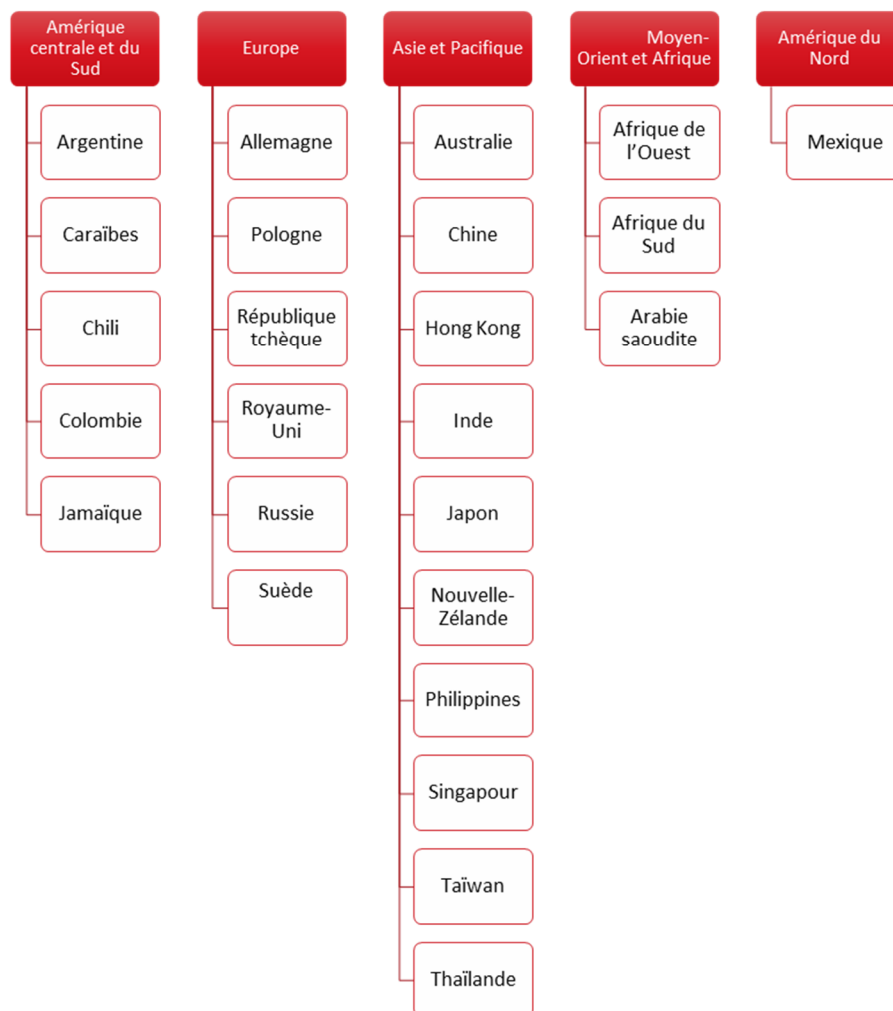 Amérique
centrale et du
Sud
Argentine
Caraïbes
Chili
Colombie
Jamaïque
Europe
Allemagne
Pologne
République
tchèque
Royaume-
Uni
Russie
Suède
Asie et Pacifique
Australie
Chine
Hong Kong
Inde
Japon
Nouvelle-
Zélande
Philippines
Singapour
Taïwan
Thaïlande
Moyen-
Orient et Afrique
Afrique de
l’Ouest
Afrique du
Sud
Arabie
saoudite
Amérique du
Nord
Mexique